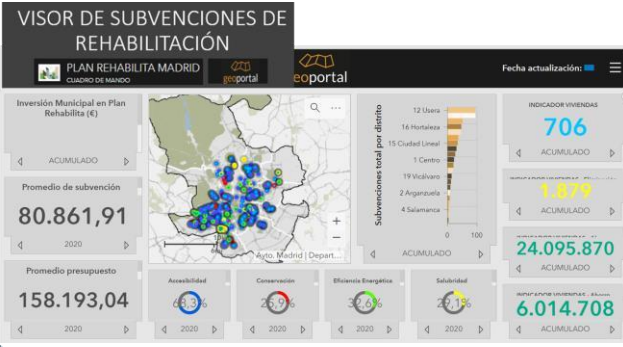 VISOR DE SUBVENCIONES DE
REHABILITACIÓN
PLAN REHABILITA MADRID
CUADRO DE MANDO
geoportal
eoportal
Fecha actualización:
Inversión Municipal en Plan
Rehabilita (€)
ACUMULADO
Promedio de subvención
80.861,91
2020
Promedio presupuesto
158.193,04
2020
Ayto. Madrid | Depart...
Accesibilidad
68,3%
2020
Conservación
25,9%
2020
Eficiencia Energética
32,6%
2020
Salubridad
29,1%
2020
Subvenciones total por distrito
12 Usera
16 Hortaleza
15 Ciudad Lineal
1 Centro
19 Vicálvaro
2 Arganzuela
4 Salamanca
0 100
ACUMULADO
INDICADOR VIVIENDAS
706
ACUMULADO
1.879
ACUMULADO
24.095.870
ACUMULADO
6.014.708
ACUMULADO